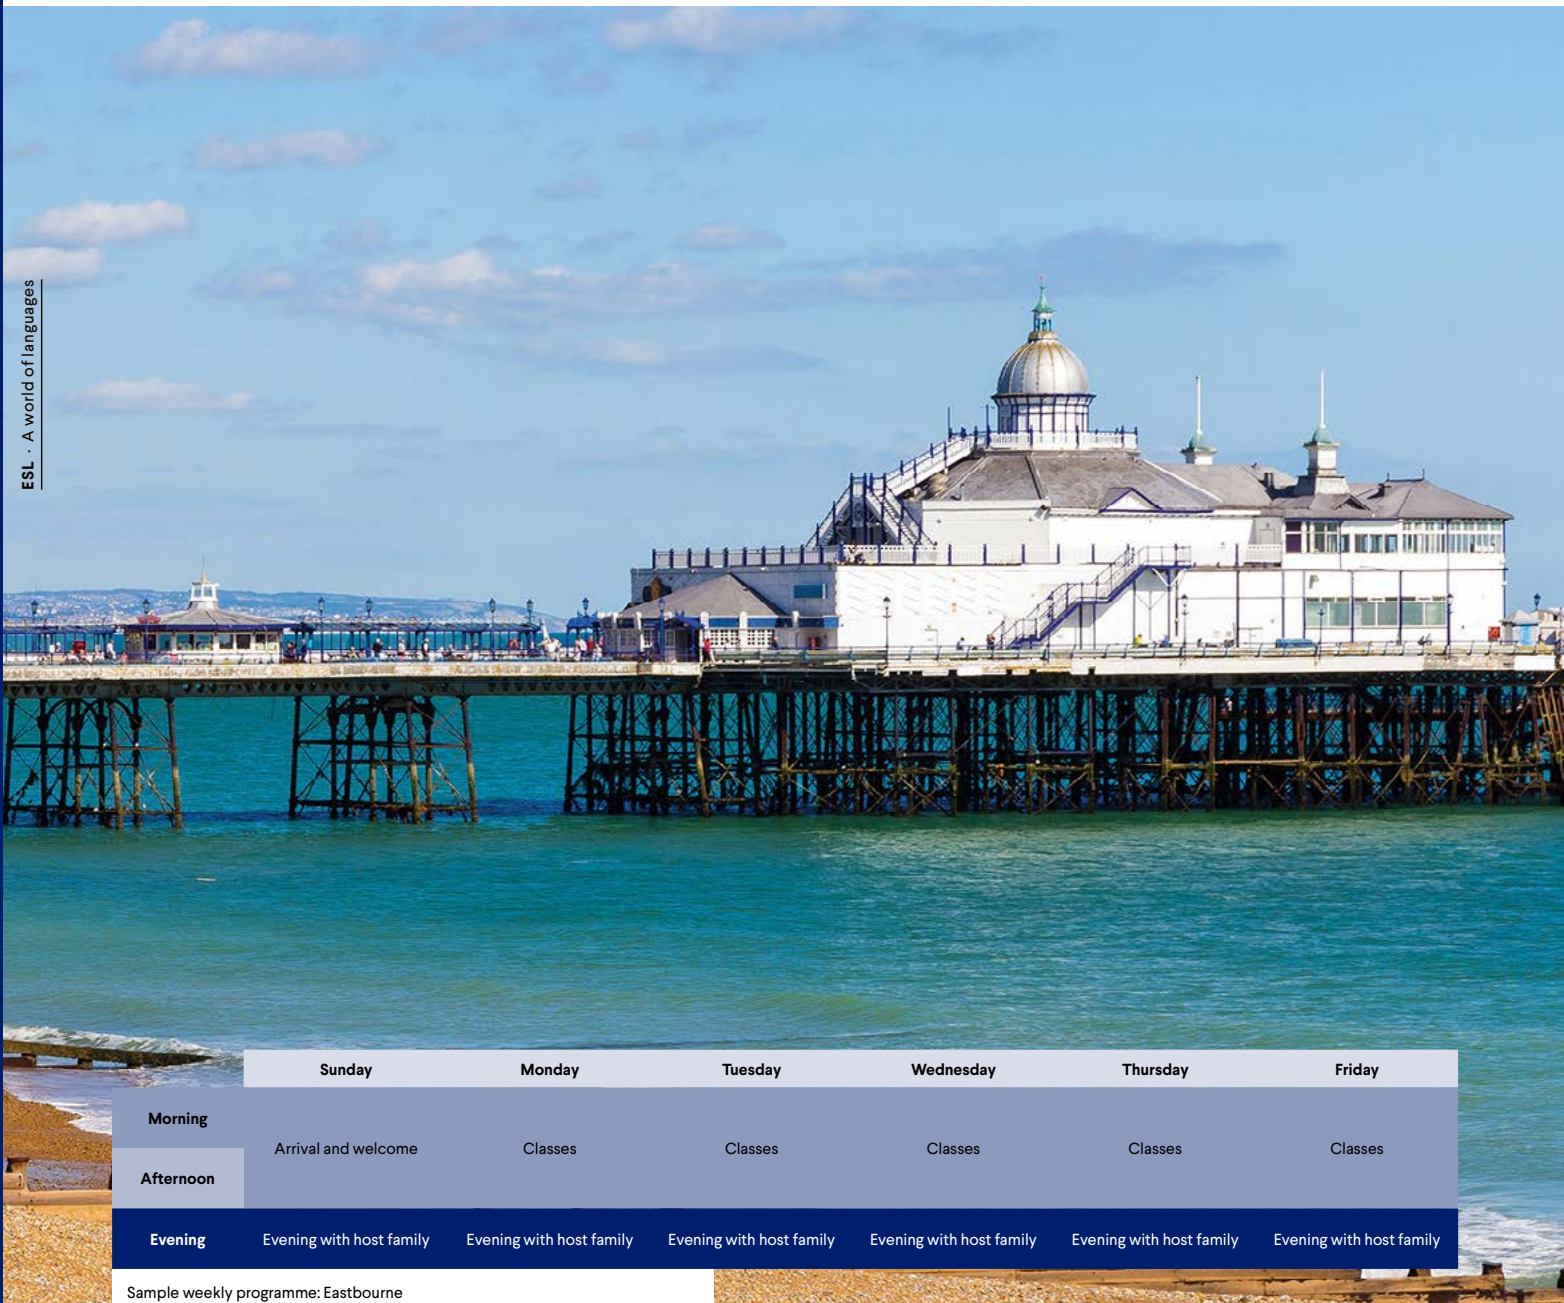 ESL · A world of languages
Sunday Monday Tuesday Wednesday Thursday Friday
Morning
Arrival and welcome Classes Classes Classes Classes Classes
Afternoon
Evening Evening with host family Evening with host family Evening with host family Evening with host family Evening with host family Evening with host family
Sample weekly programme: Eastbourne